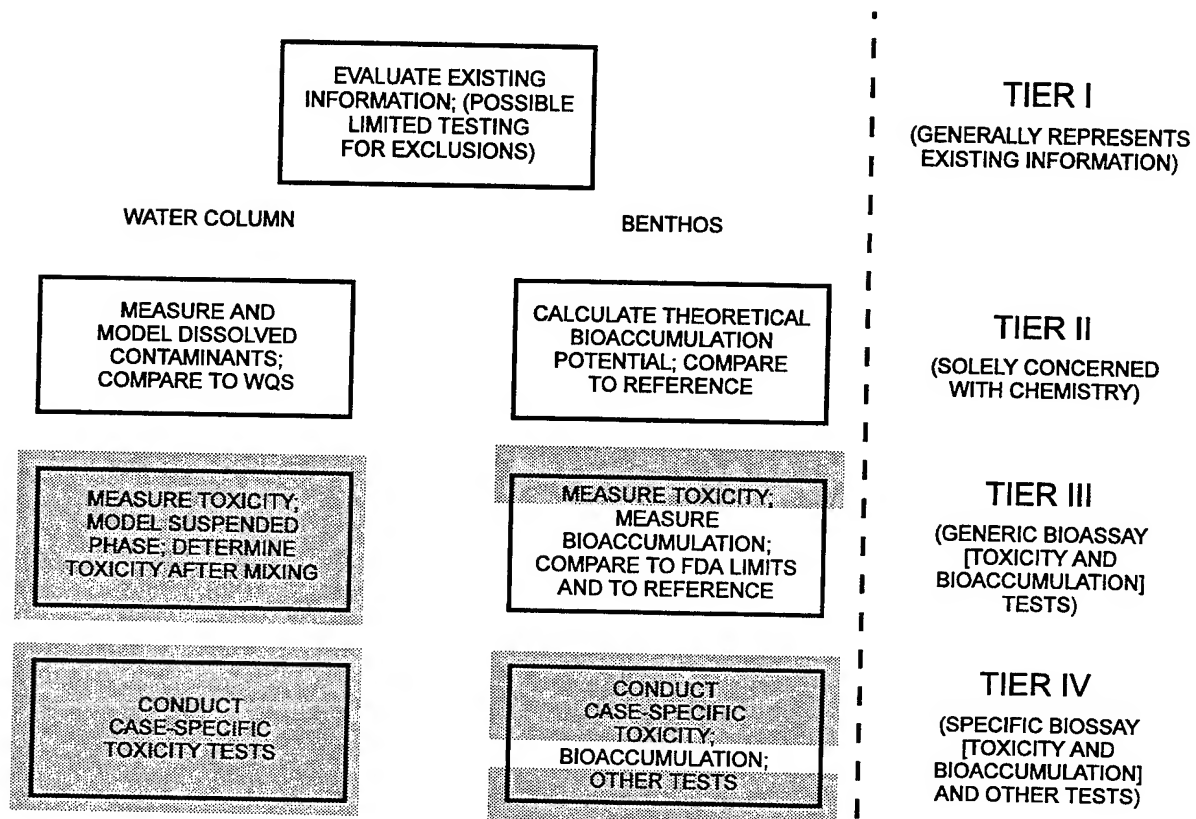 EVALUATE EXISTING
INFORMATION; (POSSIBLE
LIMITED TESTING
FOR EXCLUSIONS)
TIER I
(GENERALLY REPRESENTS
EXISTING INFORMATION)
WATER COLUMN
BENTHOS
MEASURE AND
MODEL DISSOLVED
CONTAMINANTS;
COMPARE TO WQS
CALCULATE THEORETICAL
BIOACCUMULATION
POTENTIAL; COMPARE
TO REFERENCE
TIER II
(SOLELY CONCERNED
WITH CHEMISTRY)
MEASURE TOXICITY;
MODEL SUSPENDED
PHASE; DETERMINE
TOXICITY AFTER MIXING
MEASURE TOXICITY;
MEASURE
BIOACCUMULATION;
COMPARE TO FDA LIMITS
AND TO REFERENCE
TIER III
(GENERIC BIOASSAY
[TOXICITY AND
BIOACCUMULATION]
TESTS)
CONDUCT
CASE-SPECIFIC
TOXICITY TESTS
CONDUCT
CASE-SPECIFIC
TOXICITY;
BIOACCUMULATION;
OTHER TESTS
TIER IV
(SPECIFIC BIOSSAY
[TOXICITY AND
BIOACCUMULATION]
AND OTHER TESTS)